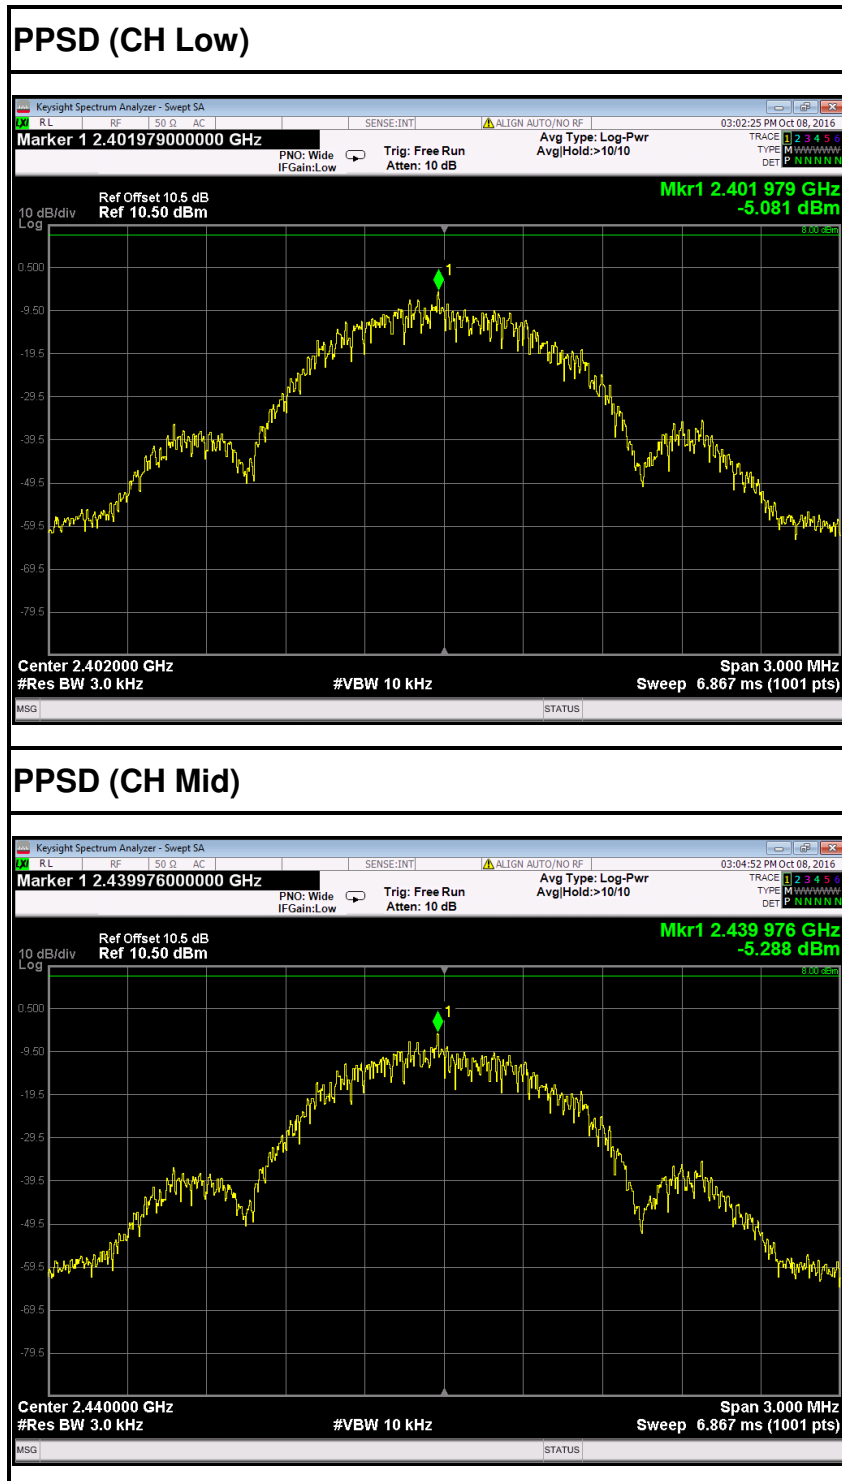 PPSD (CH Low)
Keysight Spectrum Analyzer - Swept SA
LXI RL RF 50 Ω AC SENSE:INT ALIGN AUTO/NO RF 03:02:25 PM Oct 08, 2016
Marker 1 2.401979000000 GHz Avg Type: Log-Pwr TRACE 1 2 3 4 5 6
PNO: Wide Trig: Free Run Avg|Hold:>10/10 TYPE M WWWWW
IFGain:Low Atten: 10 dB DET P N N N N N
Mkr1 2.401 979 GHz
Ref Offset 10.5 dB
10 dB/div Ref 10.50 dBm -5.081 dBm
Log
8.00 dBm
0.500
1
-9.50
-19.5
-29.5
-39.5
-49.5
-59.5
-69.5
-79.5
Center 2.402000 GHz Span 3.000 MHz
#Res BW 3.0 kHz #VBW 10 kHz Sweep 6.867 ms (1001 pts)
MSG STATUS
PPSD (CH Mid)
Keysight Spectrum Analyzer - Swept SA
LXI RL RF 50 Ω AC SENSE:INT ALIGN AUTO/NO RF 03:04:52 PM Oct 08, 2016
Marker 1 2.439976000000 GHz Avg Type: Log-Pwr TRACE 1 2 3 4 5 6
PNO: Wide Trig: Free Run Avg|Hold:>10/10 TYPE M WWWWW
IFGain:Low Atten: 10 dB DET P N N N N N
Mkr1 2.439 976 GHz
Ref Offset 10.5 dB
10 dB/div Ref 10.50 dBm -5.288 dBm
Log
8.00 dBm
0.500
1
-9.50
-19.5
-29.5
-39.5
-49.5
-59.5
-69.5
-79.5
Center 2.440000 GHz Span 3.000 MHz
#Res BW 3.0 kHz #VBW 10 kHz Sweep 6.867 ms (1001 pts)
MSG STATUS